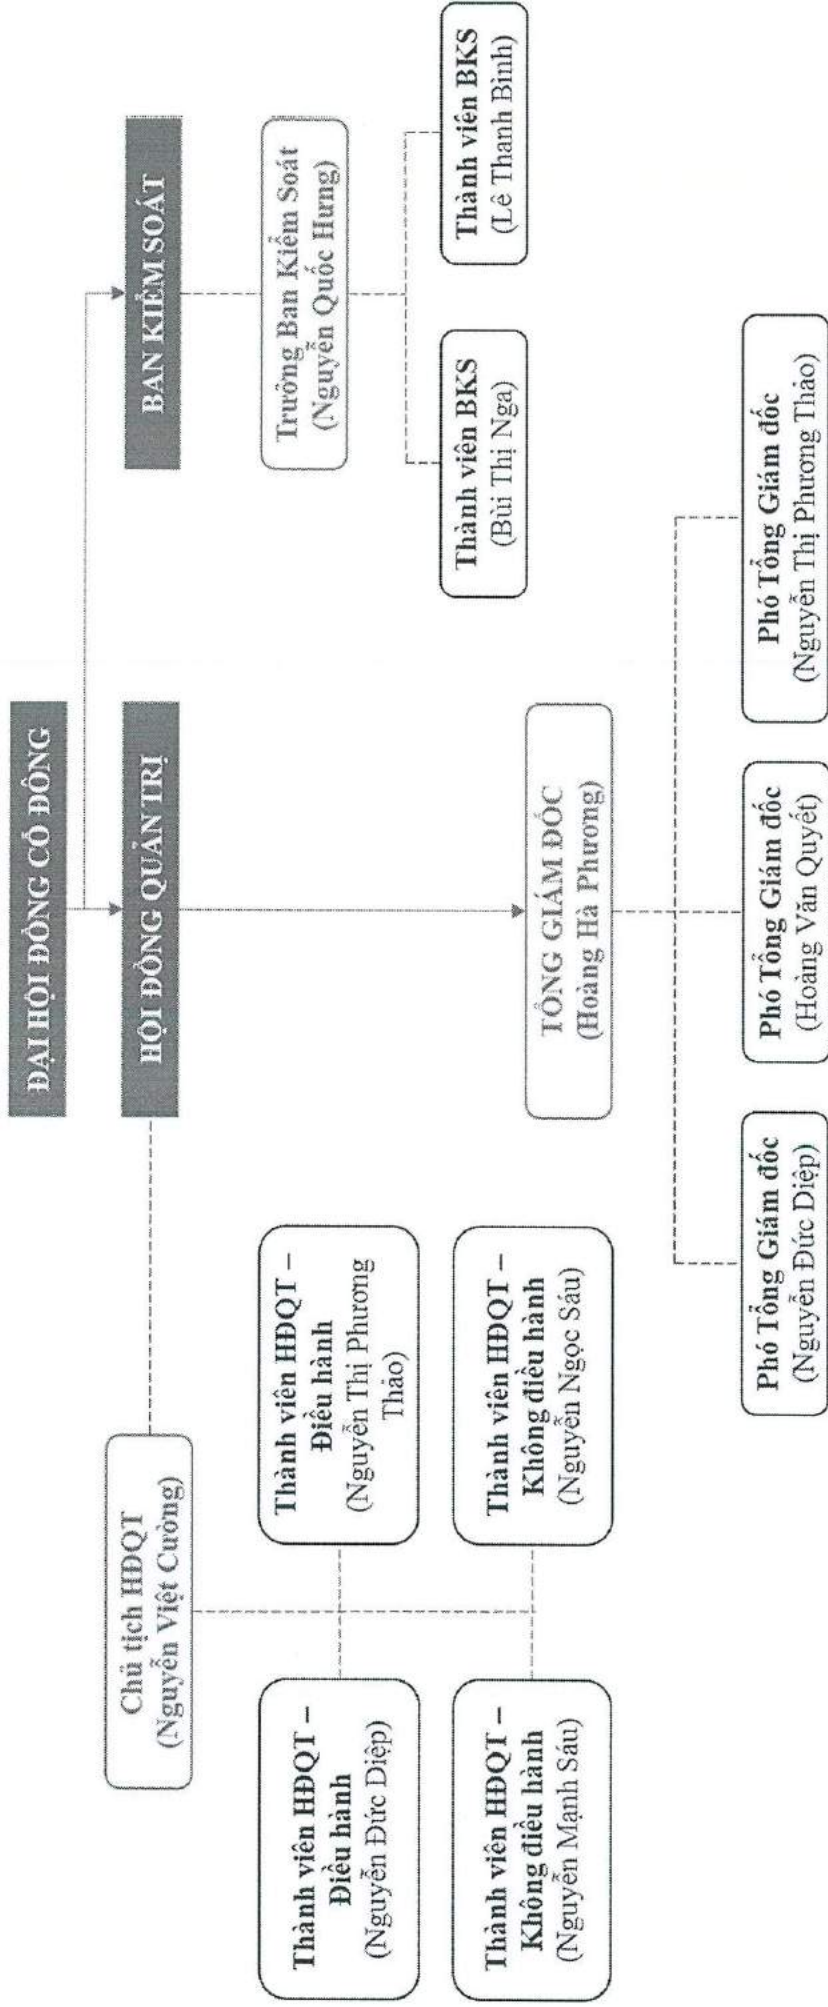 ĐẠI HỘI ĐỒNG CỔ ĐÔNG
HỘI ĐỒNG QUẢN TRỊ
BAN KIỂM SOÁT
Chủ tịch HĐQT
(Nguyễn Việt Cường)
Trưởng Ban Kiểm Soát
(Nguyễn Quốc Hưng)
Thành viên HĐQT –
Điều hành
(Nguyễn Đức Diệp)
Thành viên HĐQT –
Điều hành
(Nguyễn Thị Phương
Thảo)
Thành viên HĐQT –
Không điều hành
(Nguyễn Mạnh Sáu)
Thành viên HĐQT –
Không điều hành
(Nguyễn Ngọc Sáu)
Thành viên BKS
(Bùi Thị Nga)
Thành viên BKS
(Lê Thanh Bình)
TỔNG GIÁM ĐỐC
(Hoàng Hà Phương)
Phó Tổng Giám đốc
(Nguyễn Đức Diệp)
Phó Tổng Giám đốc
(Hoàng Văn Quyết)
Phó Tổng Giám đốc
(Nguyễn Thị Phương Thảo)